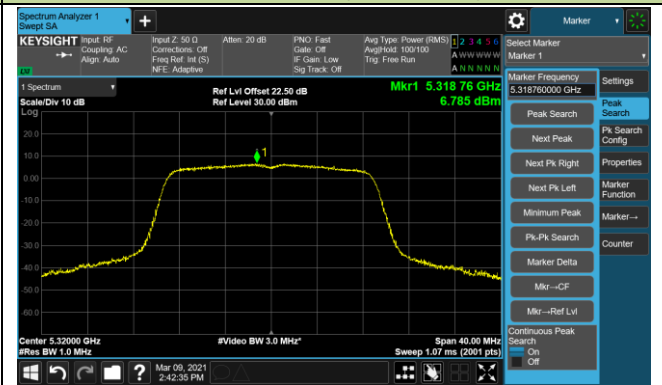 Spectrum Analyzer 1
Swept SA
Marker
KEYSIGHT
Input: RF
Coupling: AC
Align: Auto
Input Z: 50 Ω
Corrections: Off
Freq Ref: Int (S)
NFE: Adaptive
Atten: 20 dB
PNO: Fast
Gate: Off
IF Gain: Low
Sig Track: Off
Avg Type: Power (RMS)
Avg|Hold: 100/100
Trig: Free Run
1 2 3 4 5 6
A W W W W W
A N N N N N
LV
Select Marker
Marker 1
1 Spectrum
Scale/Div 10 dB
Log
Ref Lvl Offset 22.50 dB
Ref Level 30.00 dBm
Mkr1 5.318 76 GHz
6.785 dBm
20.0
10.0
0.00
-10.0
-20.0
-30.0
-40.0
-50.0
-60.0
1
Center 5.32000 GHz
#Res BW 1.0 MHz
#Video BW 3.0 MHz*
Span 40.00 MHz
Sweep 1.07 ms (2001 pts)
Marker Frequency
5.318760000 GHz
Peak Search
Next Peak
Next Pk Right
Next Pk Left
Minimum Peak
Pk-Pk Search
Marker Delta
Mkr→CF
Mkr→Ref Lvl
Continuous Peak
Search
On
Off
Settings
Peak
Search
Pk Search
Config
Properties
Marker
Function
Marker→
Counter
Mar 09, 2021
2:42:35 PM